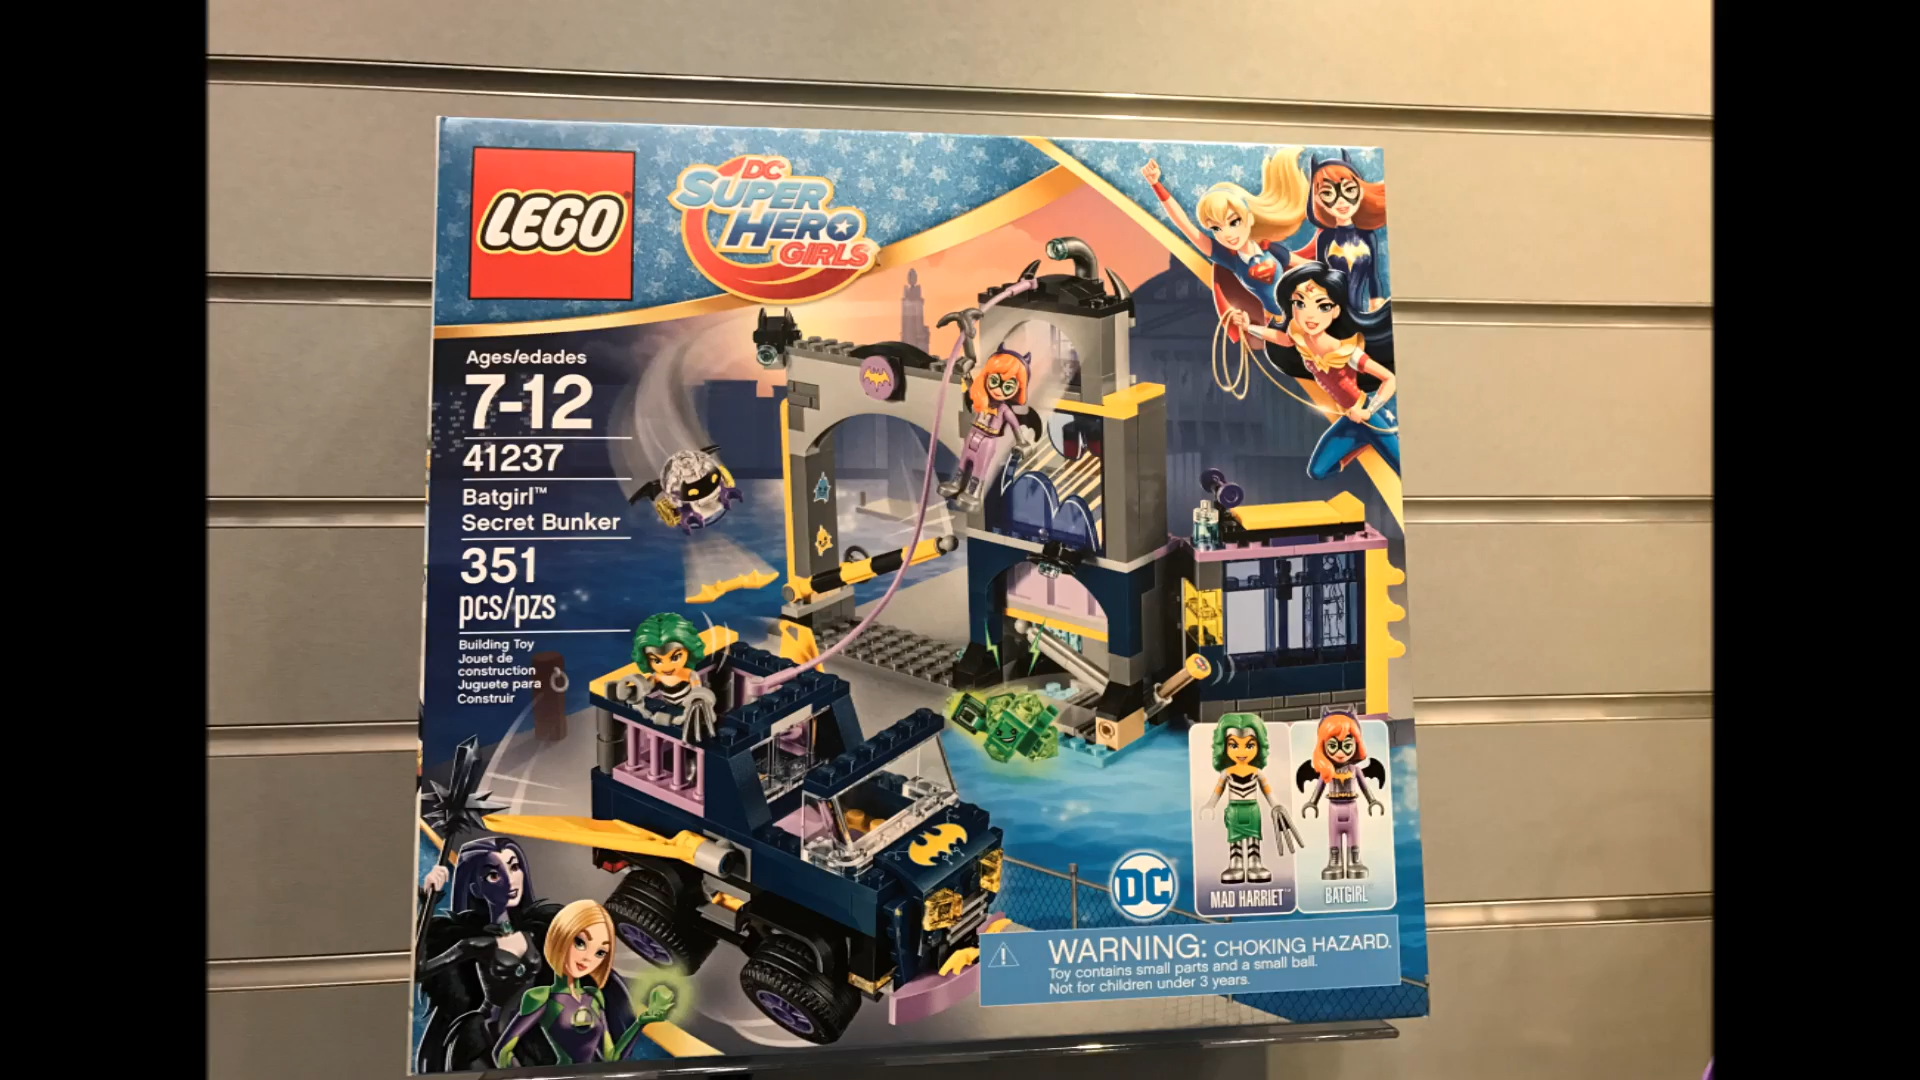 LEGO
DC
SUPER
HERO
GIRLS
Ages/edades
7-12
41237
Batgirl™
Secret Bunker
351
pcs/pzs
Building Toy
Jouet de
construction
Juguete para
Construir
MAD HARRIET™
BATGIRL™
DC
WARNING: CHOKING HAZARD.
Toy contains small parts and a small ball.
Not for children under 3 years.